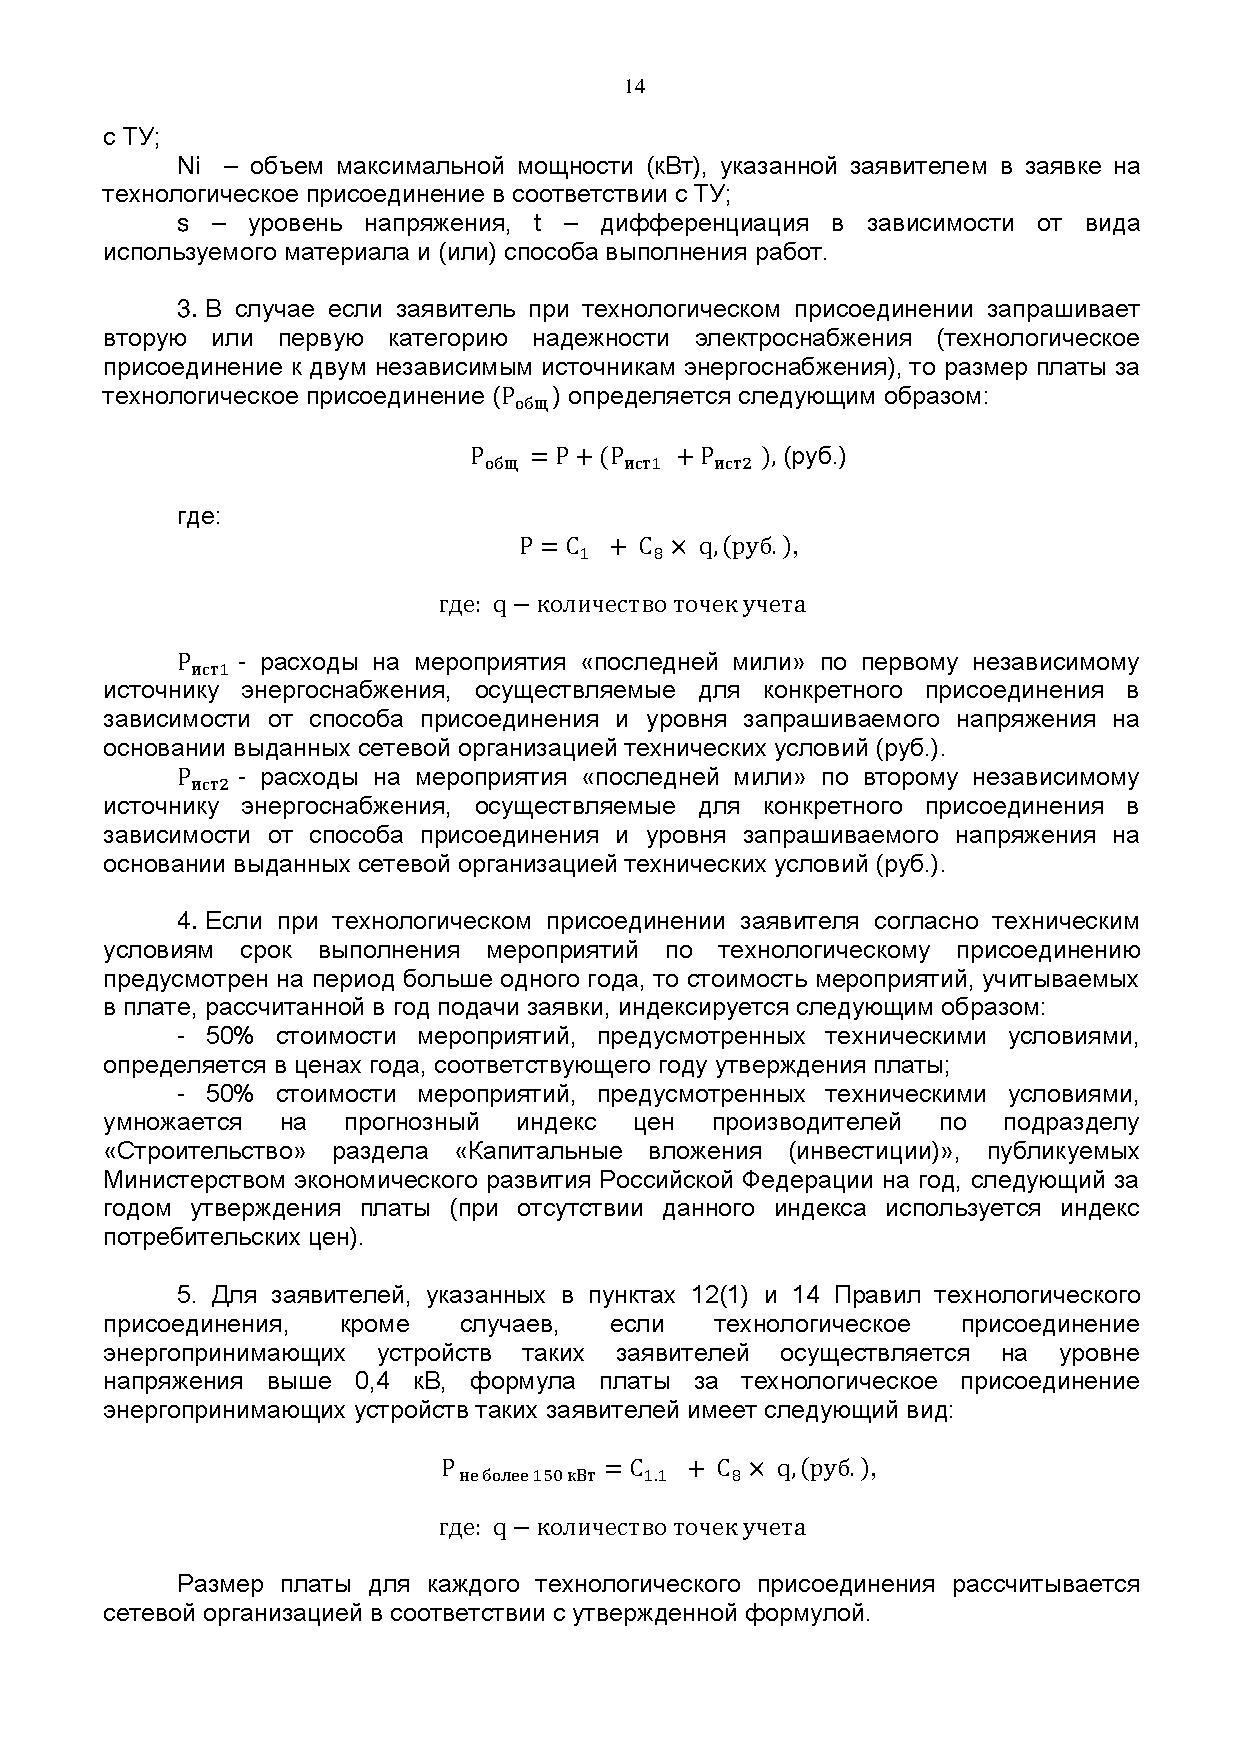 14
с ТУ;
Ni – объем максимальной мощности (кВт), указанной заявителем в заявке на
технологическое присоединение в соответствии с ТУ;
s – уровень напряжения, t – дифференциация в зависимости от вида
используемого материала и (или) способа выполнения работ.
3. В случае если заявитель при технологическом присоединении запрашивает
вторую или первую категорию надежности электроснабжения (технологическое
присоединение к двум независимым источникам энергоснабжения), то размер платы за
технологическое присоединение (Р общ ) определяется следующим образом:
Р общ = Р + (Р ист1 + Р ист2 ), (руб.)
где:
Р = С 1 + С 8 × q, (руб. ),
где: q − количество точек учета
Р ист1 - расходы на мероприятия «последней мили» по первому независимому
источнику энергоснабжения, осуществляемые для конкретного присоединения в
зависимости от способа присоединения и уровня запрашиваемого напряжения на
основании выданных сетевой организацией технических условий (руб.).
Р ист2 - расходы на мероприятия «последней мили» по второму независимому
источнику энергоснабжения, осуществляемые для конкретного присоединения в
зависимости от способа присоединения и уровня запрашиваемого напряжения на
основании выданных сетевой организацией технических условий (руб.).
4. Если при технологическом присоединении заявителя согласно техническим
условиям срок выполнения мероприятий по технологическому присоединению
предусмотрен на период больше одного года, то стоимость мероприятий, учитываемых
в плате, рассчитанной в год подачи заявки, индексируется следующим образом:
- 50% стоимости мероприятий, предусмотренных техническими условиями,
определяется в ценах года, соответствующего году утверждения платы;
- 50% стоимости мероприятий, предусмотренных техническими условиями,
умножается на прогнозный индекс цен производителей по подразделу
«Строительство» раздела «Капитальные вложения (инвестиции)», публикуемых
Министерством экономического развития Российской Федерации на год, следующий за
годом утверждения платы (при отсутствии данного индекса используется индекс
потребительских цен).
5. Для заявителей, указанных в пунктах 12(1) и 14 Правил технологического
присоединения, кроме случаев, если технологическое присоединение
энергопринимающих устройств таких заявителей осуществляется на уровне
напряжения выше 0,4 кВ, формула платы за технологическое присоединение
энергопринимающих устройств таких заявителей имеет следующий вид:
Р не более 150 кВт = С 1.1 + С 8 × q, (руб. ),
где: q − количество точек учета
Размер платы для каждого технологического присоединения рассчитывается
сетевой организацией в соответствии с утвержденной формулой.